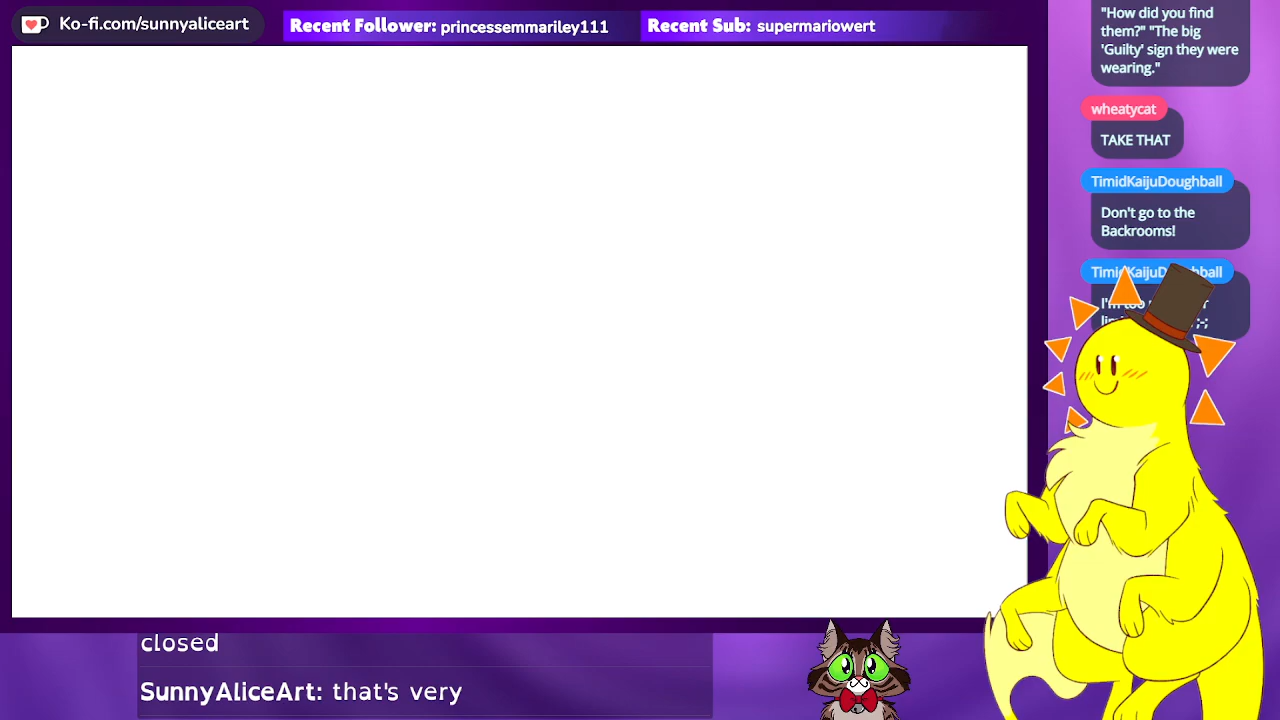 Ko-fi.com/sunnyaliceart
Recent Follower: princessemmariley111
Recent Sub: supermariowert
"How did you find
them?" "The big
'Guilty' sign they were
wearing."
wheatycat
TAKE THAT
TimidKaijuDoughball
Don't go to the
Backrooms!
I'm too
closed
SunnyAliceArt: that's very